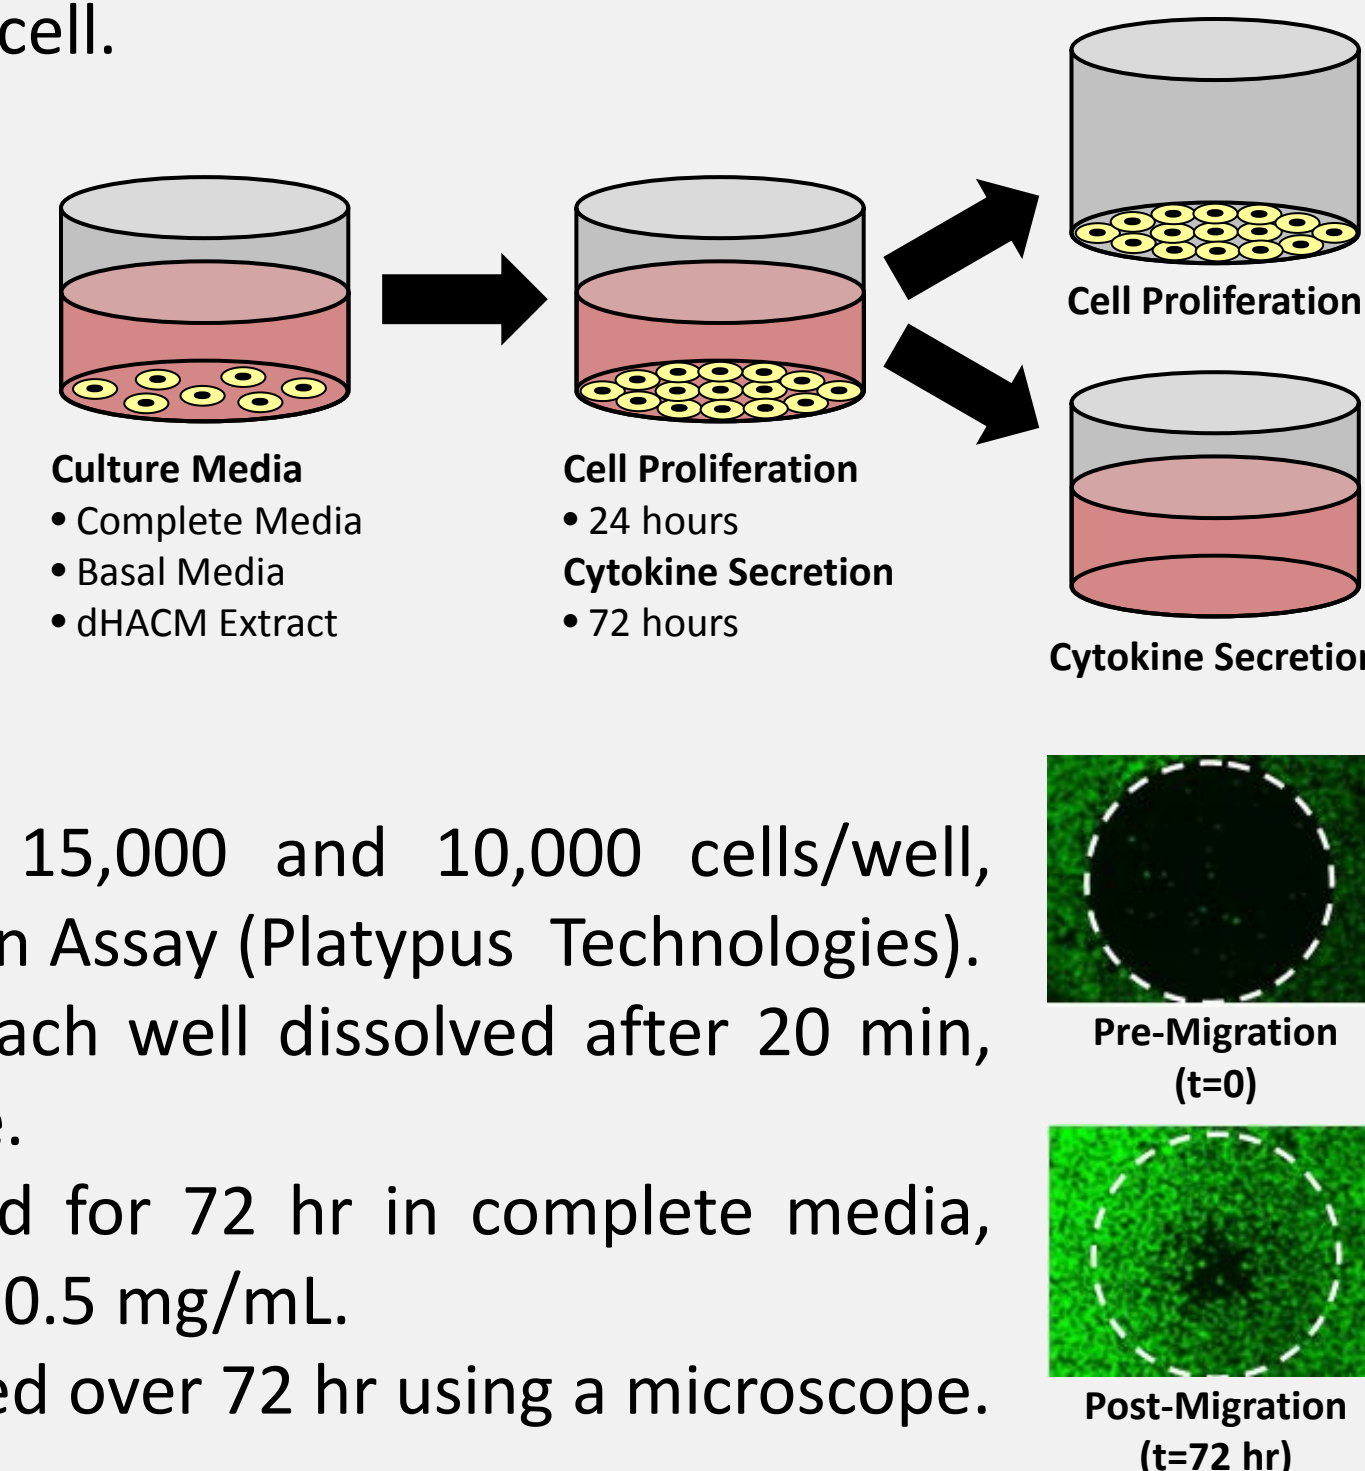 cell.
Cell Proliferation
Culture Media
• Complete Media
• Basal Media
• dHACM Extract
Cell Proliferation
• 24 hours
Cytokine Secretion
• 72 hours
Cytokine Secretion
15,000 and 10,000 cells/well,
n Assay (Platypus Technologies).
ach well dissolved after 20 min,
e.
d for 72 hr in complete media,
0.5 mg/mL.
ed over 72 hr using a microscope.
Pre-Migration
(t=0)
Post-Migration
(t=72 hr)